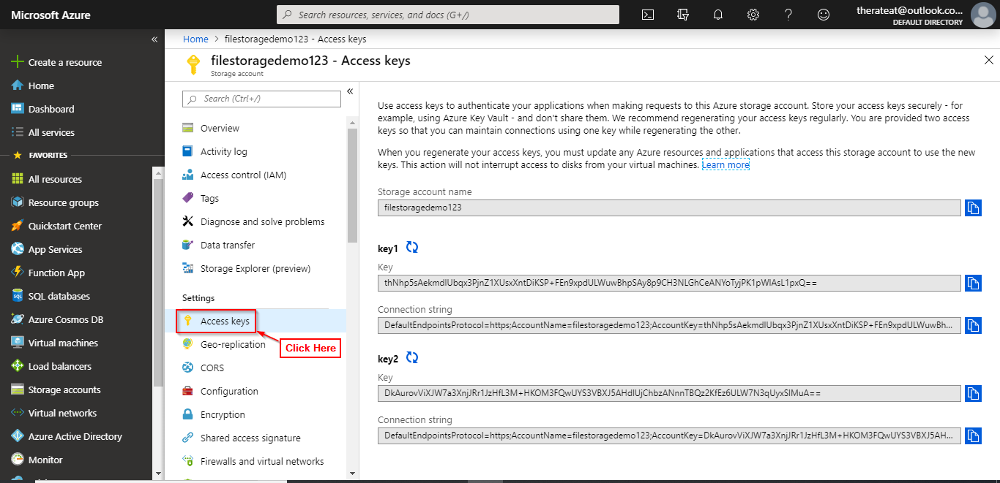 Microsoft Azure
Search resources, services, and docs (G+/)
therateat@outlook.co...
DEFAULT DIRECTORY
Create a resource
Home
Dashboard
All services
FAVORITES
All resources
Resource groups
Quickstart Center
App Services
Function App
SQL databases
Azure Cosmos DB
Virtual machines
Load balancers
Storage accounts
Virtual networks
Azure Active Directory
Monitor
Home > filestoragedemo123 - Access keys
filestoragedemo123 - Access keys
Storage account
Search (Ctrl+/)
Overview
Activity log
Access control (IAM)
Tags
Diagnose and solve problems
Data transfer
Storage Explorer (preview)
Settings
Access keys
Click Here
Geo-replication
CORS
Configuration
Encryption
Shared access signature
Firewalls and virtual networks
Use access keys to authenticate your applications when making requests to this Azure storage account. Store your access keys securely - for
example, using Azure Key Vault - and don't share them. We recommend regenerating your access keys regularly. You are provided two access
keys so that you can maintain connections using one key while regenerating the other.
When you regenerate your access keys, you must update any Azure resources and applications that access this storage account to use the new
keys. This action will not interrupt access to disks from your virtual machines. Learn more
Storage account name
filestoragedemo123
key1
Key
Connection string
DefaultEndpointsProtocol=https;AccountName=filestoragedemo123;AccountKey=
key2
Key
Connection string
DefaultEndpointsProtocol=https;AccountName=filestoragedemo123;AccountKey=